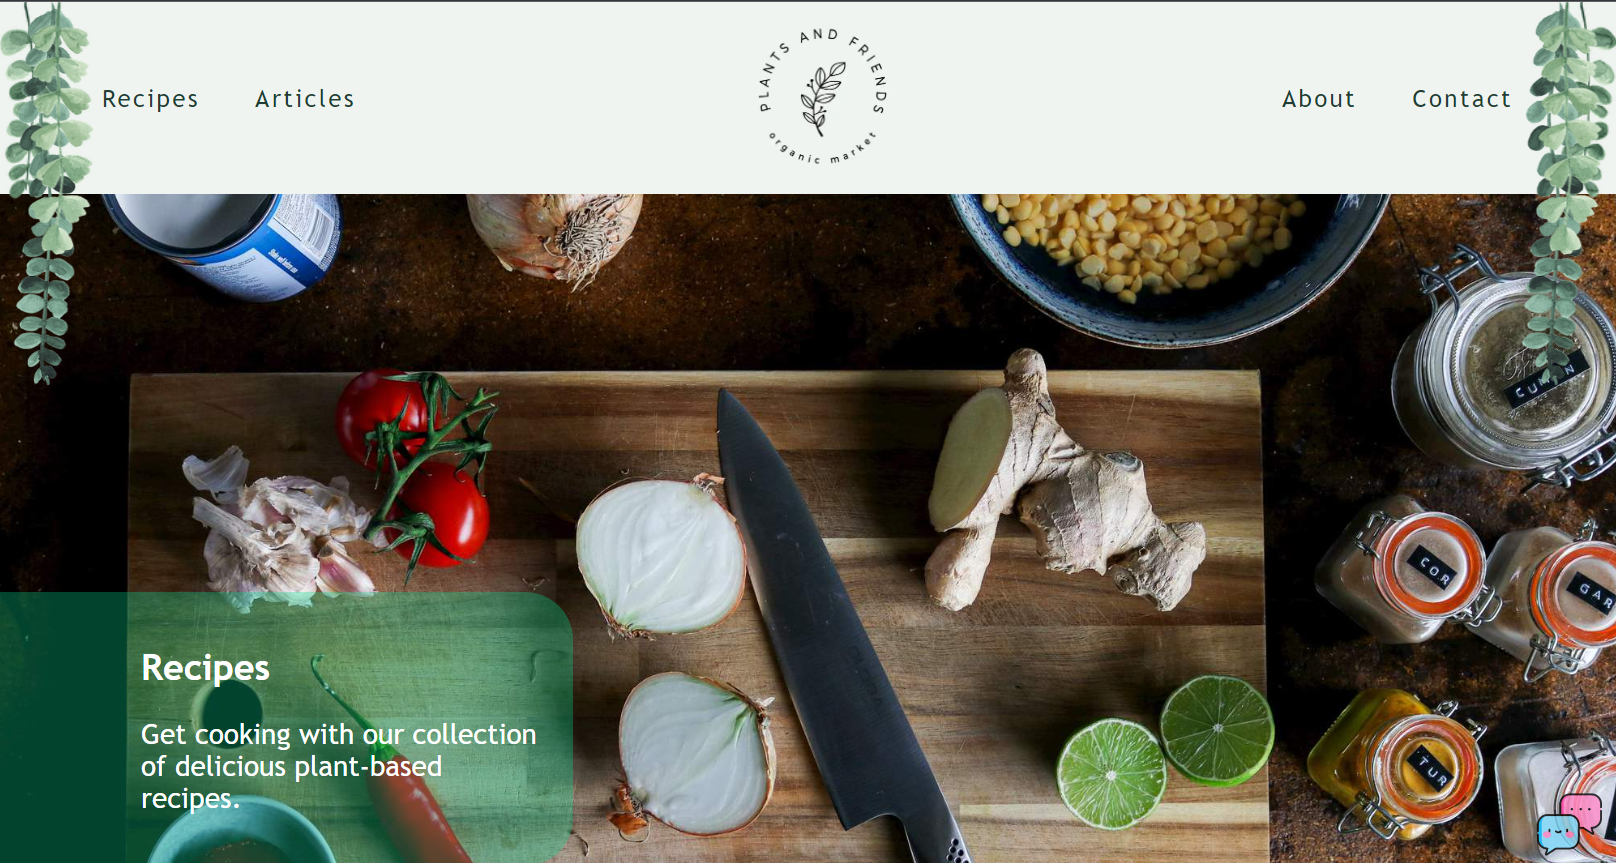 Recipes
Articles
PLANTS AND FRIENDS
organic market
About
Contact
CUMIN
COR
GAR
Recipes
Get cooking with our collection
of delicious plant-based
recipes.
TUR